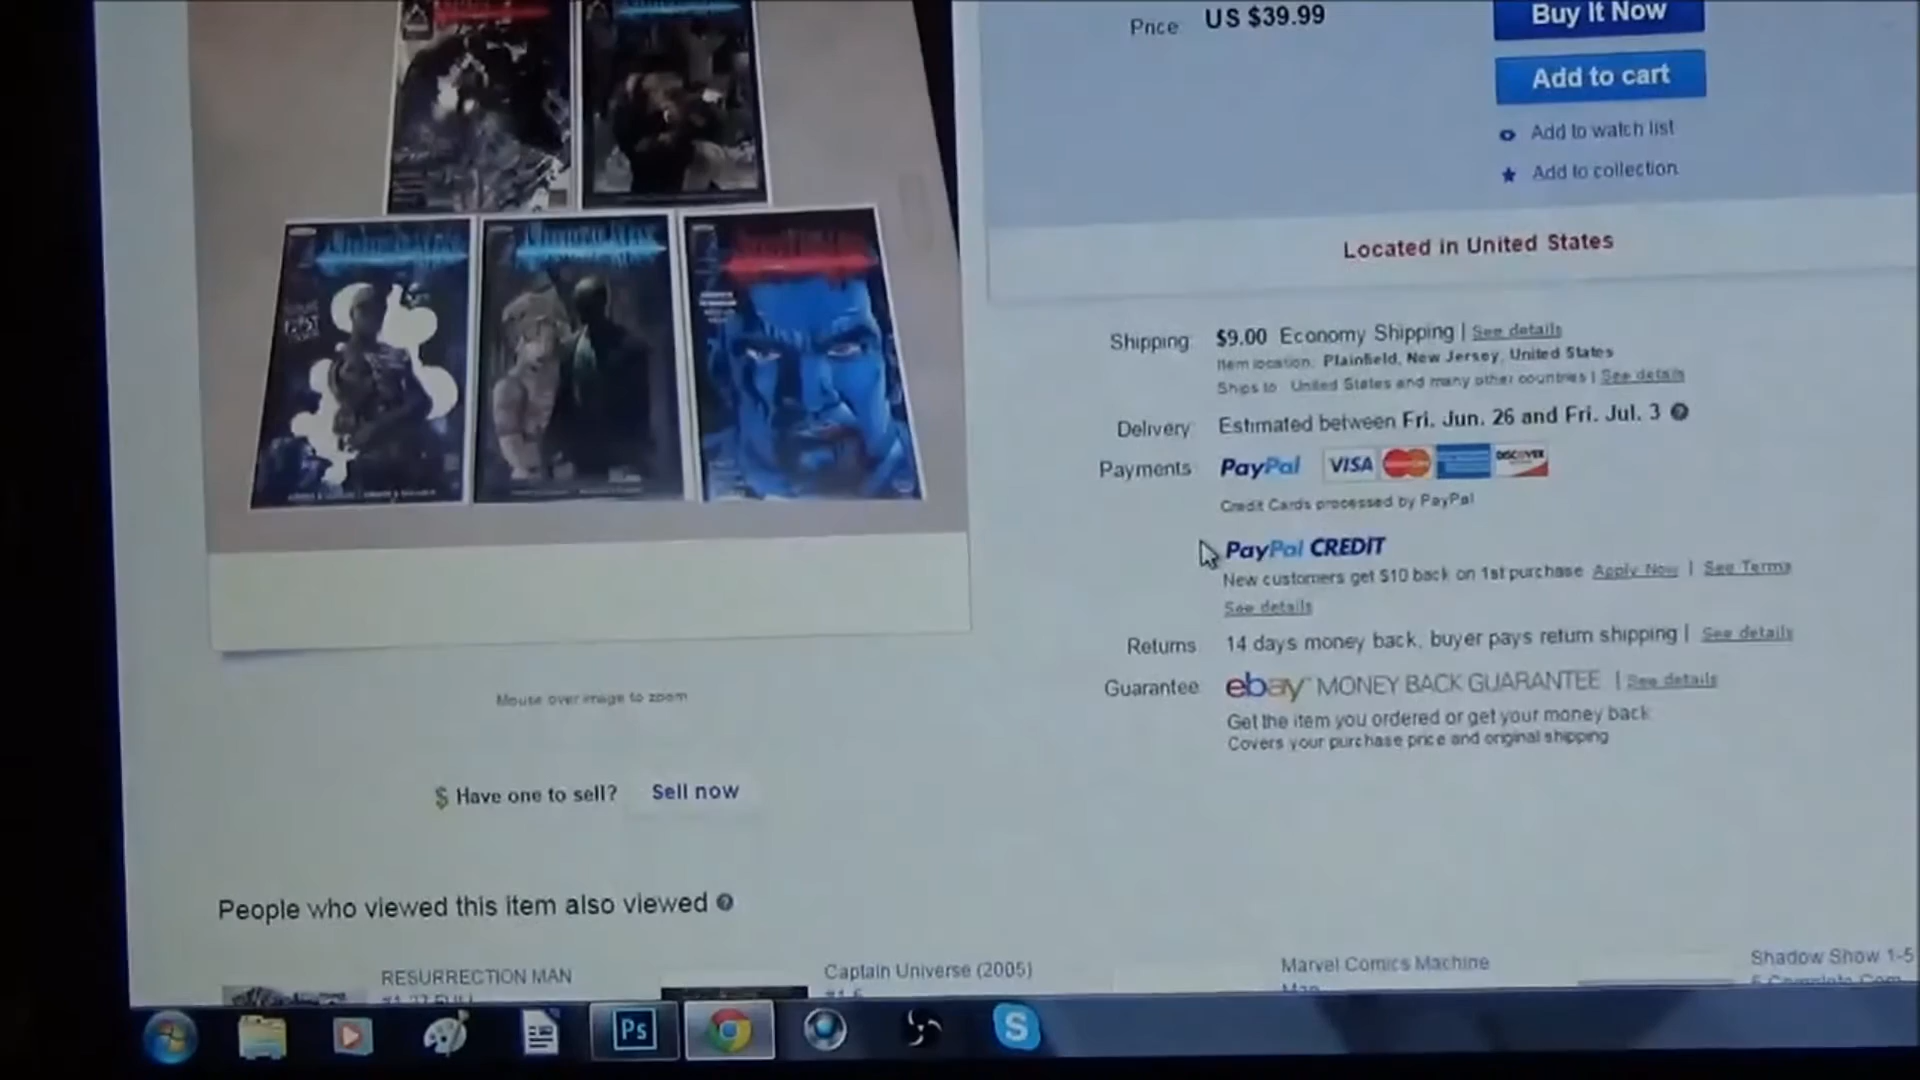 Price US $39.99
Buy It Now
Add to cart
Add to watch list
Add to collection
Located in United States
Shipping $9.00 Economy Shipping | See details
Item location: Plainfield, New Jersey, United States
Ships to United States and many other countries | See details
Delivery Estimated between Fri. Jun. 26 and Fri. Jul. 3
Payments PayPal VISA DISCOVER
Credit Cards processed by PayPal
PayPal CREDIT
New customers get $10 back on 1st purchase Apply Now | See Terms
See details
Returns 14 days money back, buyer pays return shipping | See details
Guarantee ebay MONEY BACK GUARANTEE | See details
Get the item you ordered or get your money back
Covers your purchase price and original shipping
Mouse over image to zoom
$ Have one to sell? Sell now
People who viewed this item also viewed
RESURRECTION MAN
Captain Universe (2005)
Marvel Comics Machine
Man
Shadow Show 1-5
Ps
S